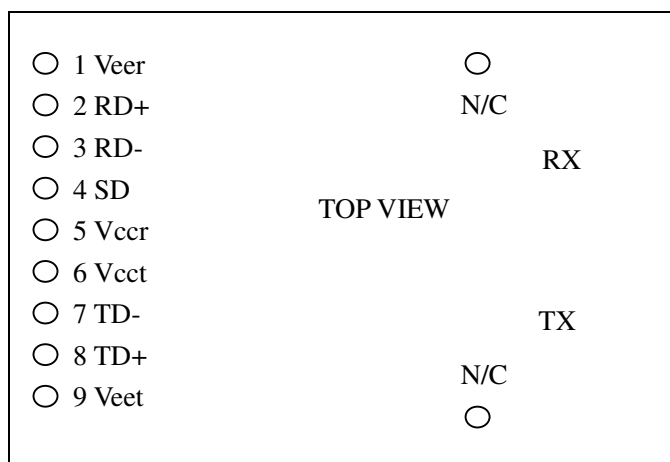 1 Veer
2 RD+
3 RD-
4 SD
5 Vccr
6 Vcct
7 TD-
8 TD+
9 Veet
TOP VIEW
N/C
RX
TX
N/C